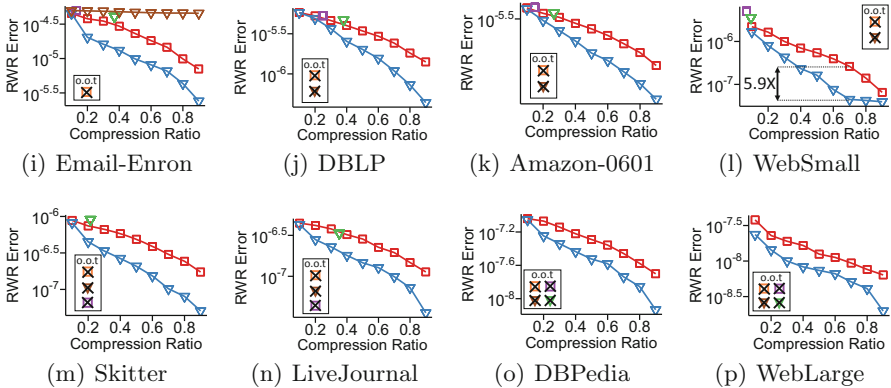 RWR Error
10^-4.5
10^-5
10^-5.5
o.o.t
0.2 0.4 0.6 0.8
Compression Ratio
(i) Email-Enron
RWR Error
10^-5.5
10^-6
o.o.t
0.2 0.4 0.6 0.8
Compression Ratio
(j) DBLP
RWR Error
10^-5.5
o.o.t
0.2 0.4 0.6 0.8
Compression Ratio
(k) Amazon-0601
RWR Error
10^-6
10^-7
o.o.t
5.9X
0.2 0.4 0.6 0.8
Compression Ratio
(l) WebSmall
RWR Error
10^-6
10^-6.5
10^-7
o.o.t
0.2 0.4 0.6 0.8
Compression Ratio
(m) Skitter
RWR Error
10^-6.5
10^-7
o.o.t
0.2 0.4 0.6 0.8
Compression Ratio
(n) LiveJournal
RWR Error
10^-7.2
10^-7.6
10^-8
o.o.t
0.2 0.4 0.6 0.8
Compression Ratio
(o) DBPedia
RWR Error
10^-7.5
10^-8
10^-8.5
o.o.t
0.2 0.4 0.6 0.8
Compression Ratio
(p) WebLarge